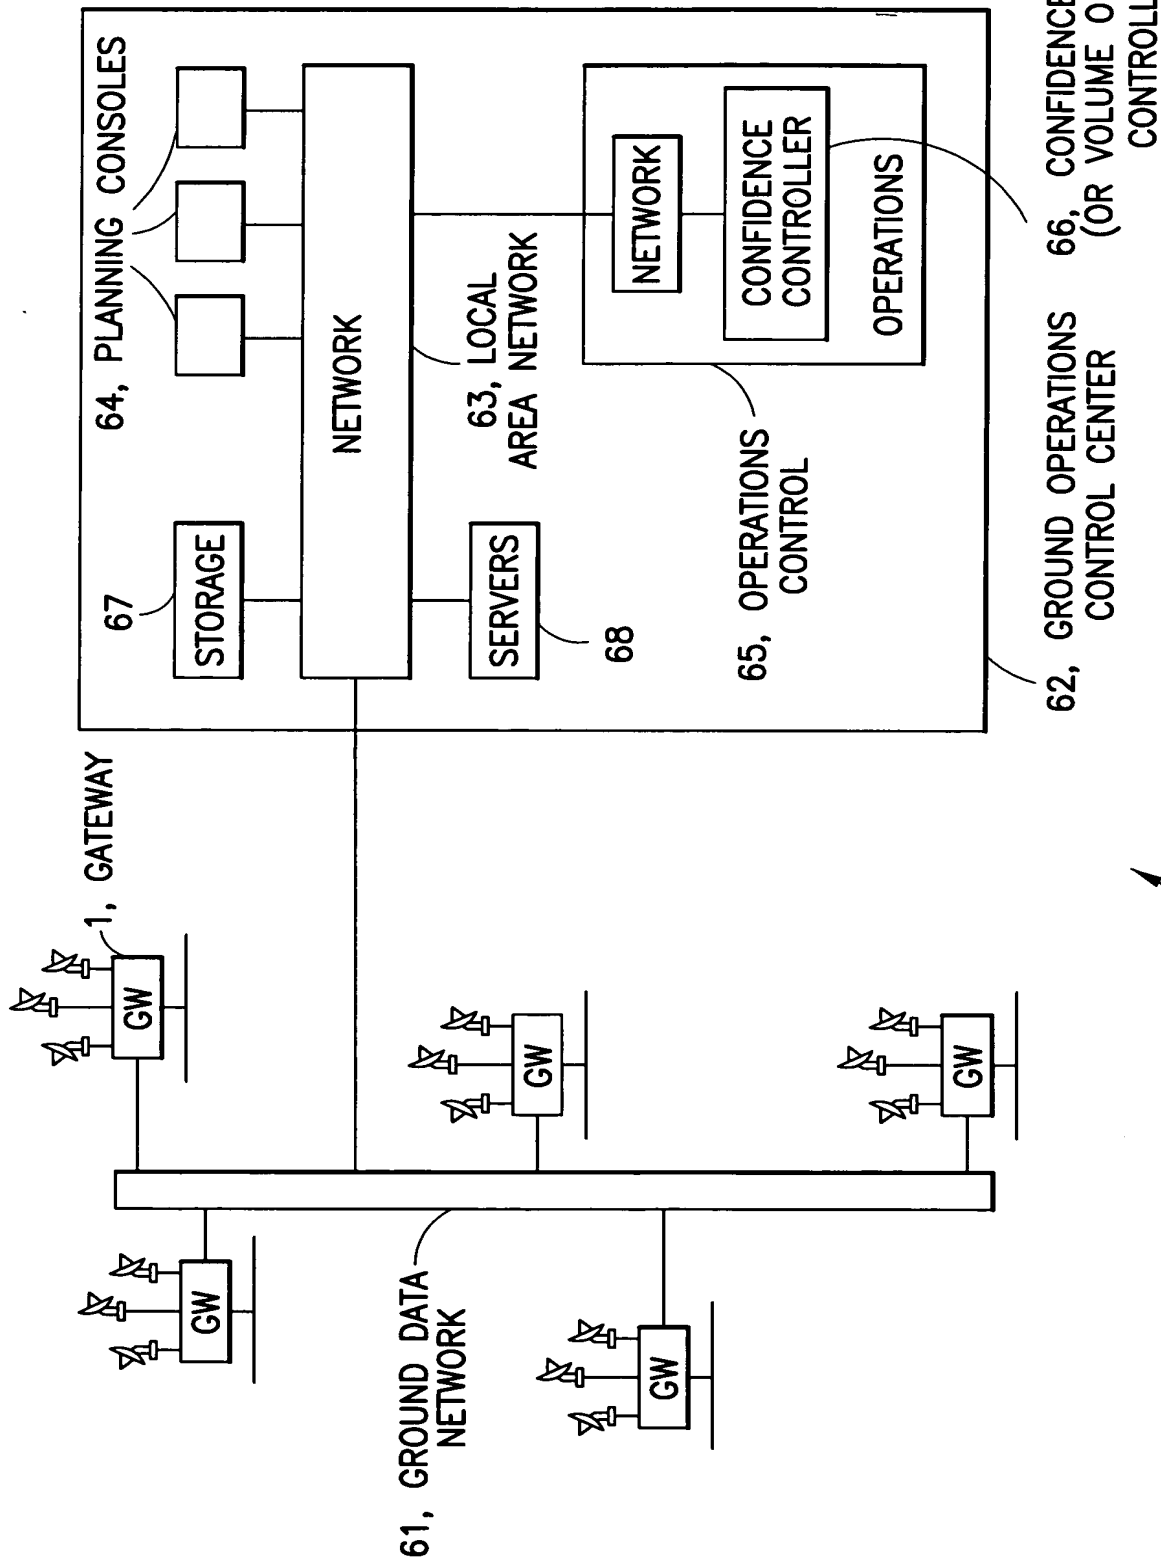 1, GATEWAY
GW
GW
GW
GW
GW
61, GROUND DATA
NETWORK
67
STORAGE
64, PLANNING CONSOLES
NETWORK
SERVERS
68
63, LOCAL
AREA NETWORK
65, OPERATIONS
CONTROL
NETWORK
CONFIDENCE
CONTROLLER
OPERATIONS
62, GROUND OPERATIONS
CONTROL CENTER
66, CONFIDENCE
(OR VOLUME O
CONTROLL